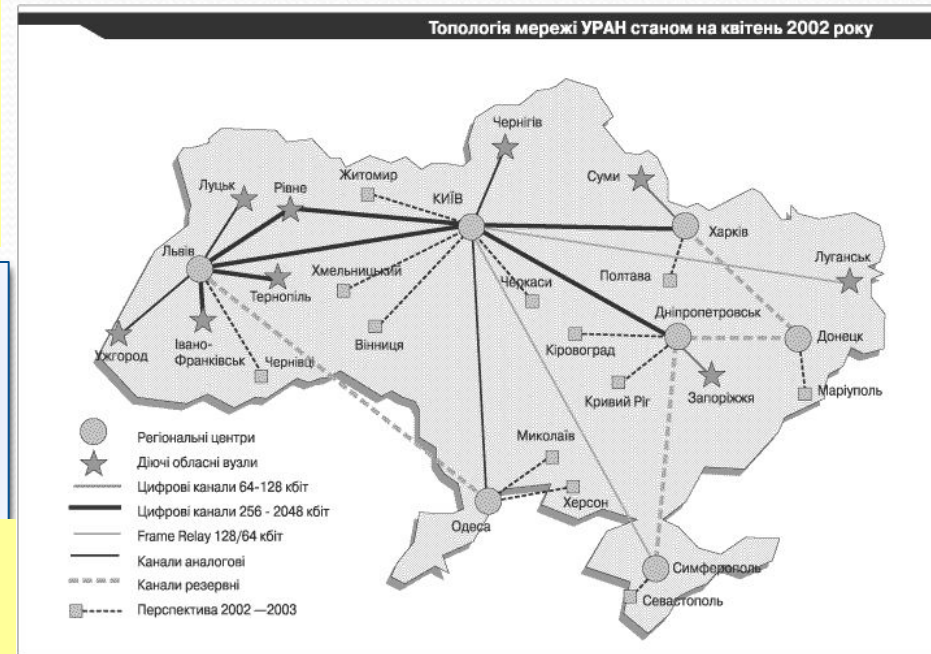 Топологія мережі УРАН станом на квітень 2002 року
Чернігів
Суми
Житомир
Луцьк
Рівне
КИЇВ
Харків
Львів
Луганськ
Хмельницький
Черкаси
Полтава
Тернопіль
Дніпропетровськ
Вінниця
Кіровоград
Донецк
Ужгород
Івано-
Франківськ
Чернівці
Кривий Ріг
Запоріжжя
Маріуполь
Миколаїв
Херсон
Одеса
Симферополь
Севастополь
Регіональні центри
Діючі обласні вузли
Цифрові канали 64-128 кбіт
Цифрові канали 256 - 2048 кбіт
Frame Relay 128/64 кбіт
Канали аналогові
Канали резервні
Перспектива 2002 —2003